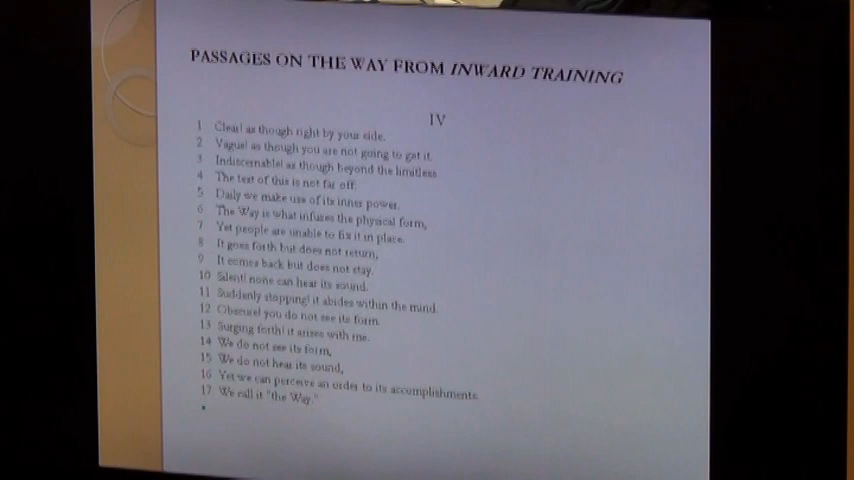 PASSAGES ON THE WAY FROM INWARD TRAINING
IV
1 Clear! as though right by your side.
2 Vague! as though you are not going to get it.
3 Indiscernable! as though beyond the limitless
4 The test of this is not far off:
5 Daily we make use of its inner power.
6 The Way is what infuses the physical form,
7 Yet people are unable to fix it in place.
8 It goes forth but does not return,
9 It comes back but does not stay.
10 Silent! none can hear its sound.
11 Suddenly stopping! it abides within the mind.
12 Obscure! you do not see its form.
13 Surging forth! it arises with me.
14 We do not see its form,
15 We do not hear its sound,
16 Yet we can perceive an order to its accomplishments.
17 We call it "the Way."